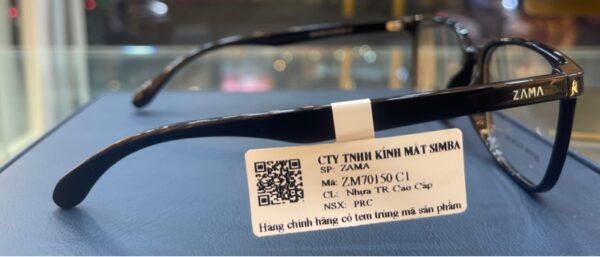 ZAMA
CTY TNHH KÍNH MẮT SIMBA
SP: ZAMA
Mã: ZM70150 C1
CL: Nhựa TR Cao Cấp
NSX: PRC
Hàng chính hãng có tem trùng mã sản phẩm